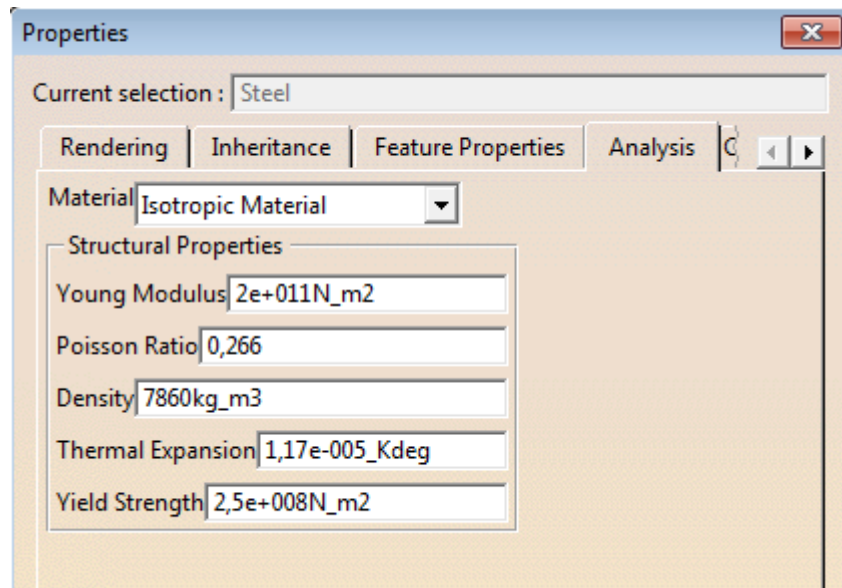 Properties
Current selection : Steel
Rendering Inheritance Feature Properties Analysis
Material Isotropic Material
Structural Properties
Young Modulus 2e+011N_m2
Poisson Ratio 0,266
Density 7860kg_m3
Thermal Expansion 1,17e-005_Kdeg
Yield Strength 2,5e+008N_m2